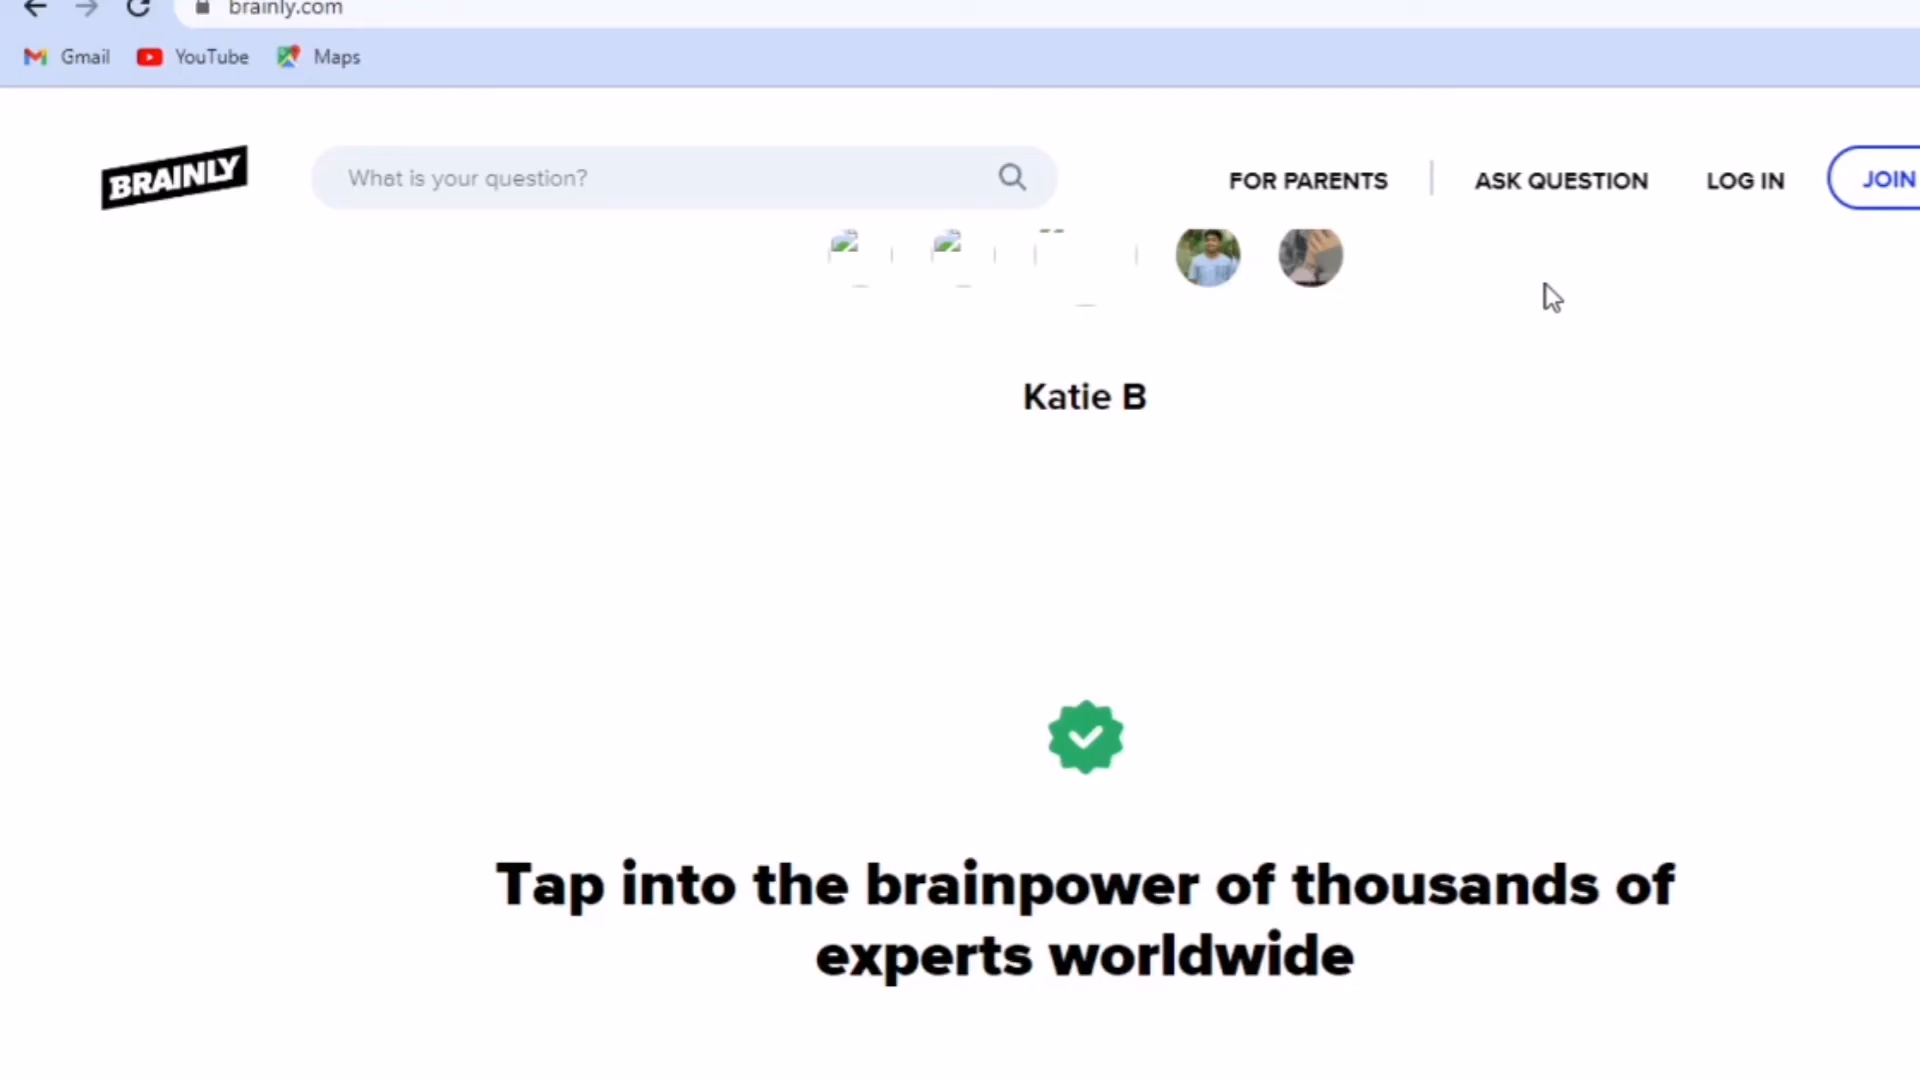 brainly.com
Gmail YouTube Maps
BRAINLY What is your question? FOR PARENTS ASK QUESTION LOG IN JOIN
Katie B
Tap into the brainpower of thousands of
experts worldwide